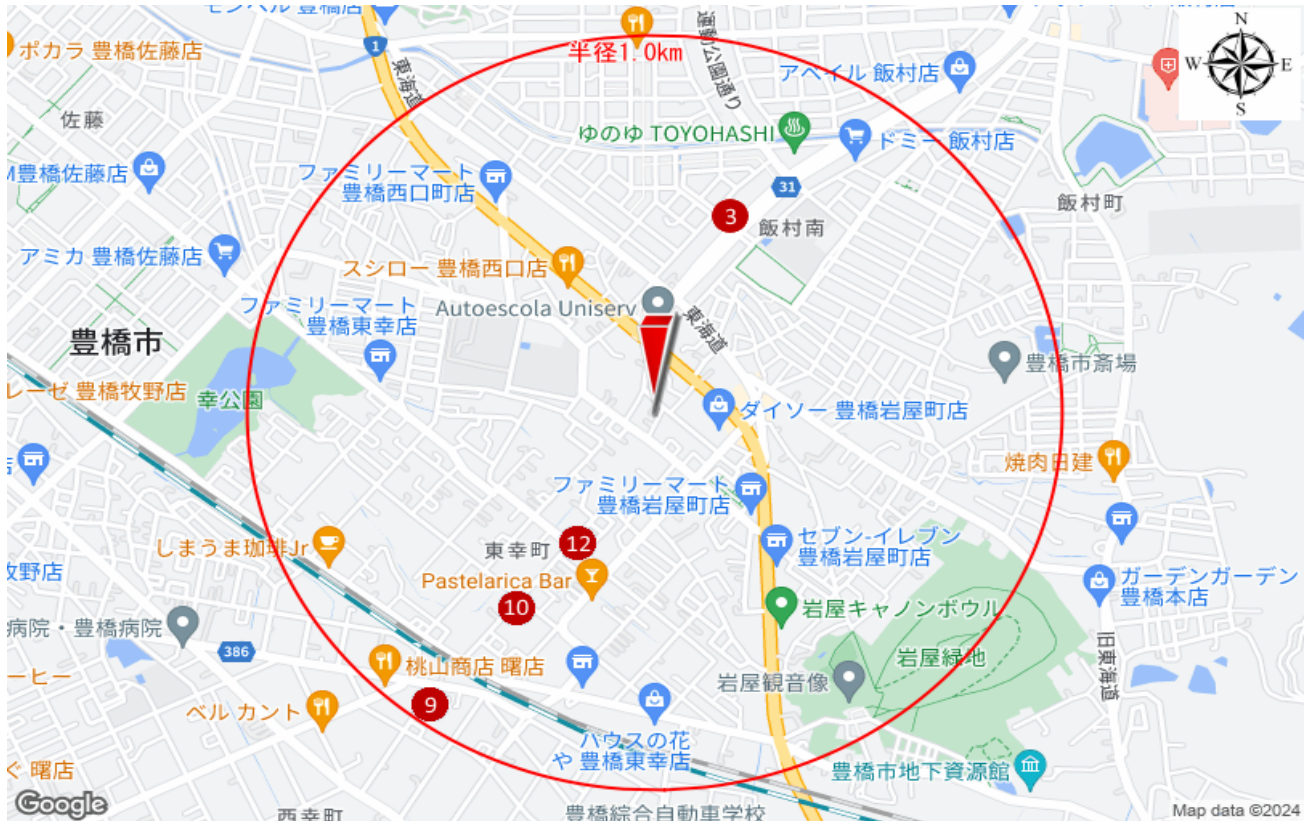 モンベル 豊橋店
飯村店
1
ポカラ 豊橋佐藤店
半径1.0km
運動公園通り
東海道
アベイル 飯村店
N
W
E
S
佐藤
ゆのゆ TOYOHASHI
ドミー 飯村店
M豊橋佐藤店
ファミリーマート
豊橋西口町店
31
飯村町
3
飯村南
アミカ 豊橋佐藤店
スシロー 豊橋西口店
ファミリーマート
豊橋東幸店
Autoescola Uniserv
東海道
豊橋市
豊橋市斎場
レーゼ 豊橋牧野店
幸公園
ダイソー 豊橋岩屋町店
焼肉日建
ファミリーマート
豊橋岩屋町店
セブン-イレブン
豊橋岩屋町店
しまうま珈琲Jr
東幸町
12
Pastelarica Bar
10
牧野店
ガーデンガーデン
豊橋本店
岩屋キャノンボウル
病院・豊橋病院
386
桃山商店 曙店
岩屋緑地
旧東海道
ーヒー
岩屋観音像
9
ベル カント
ハウスの花
や 豊橋東幸店
ぐ 曙店
豊橋市地下資源館
Google
西幸町
豊橋綜合自動車学校
Map data ©2024